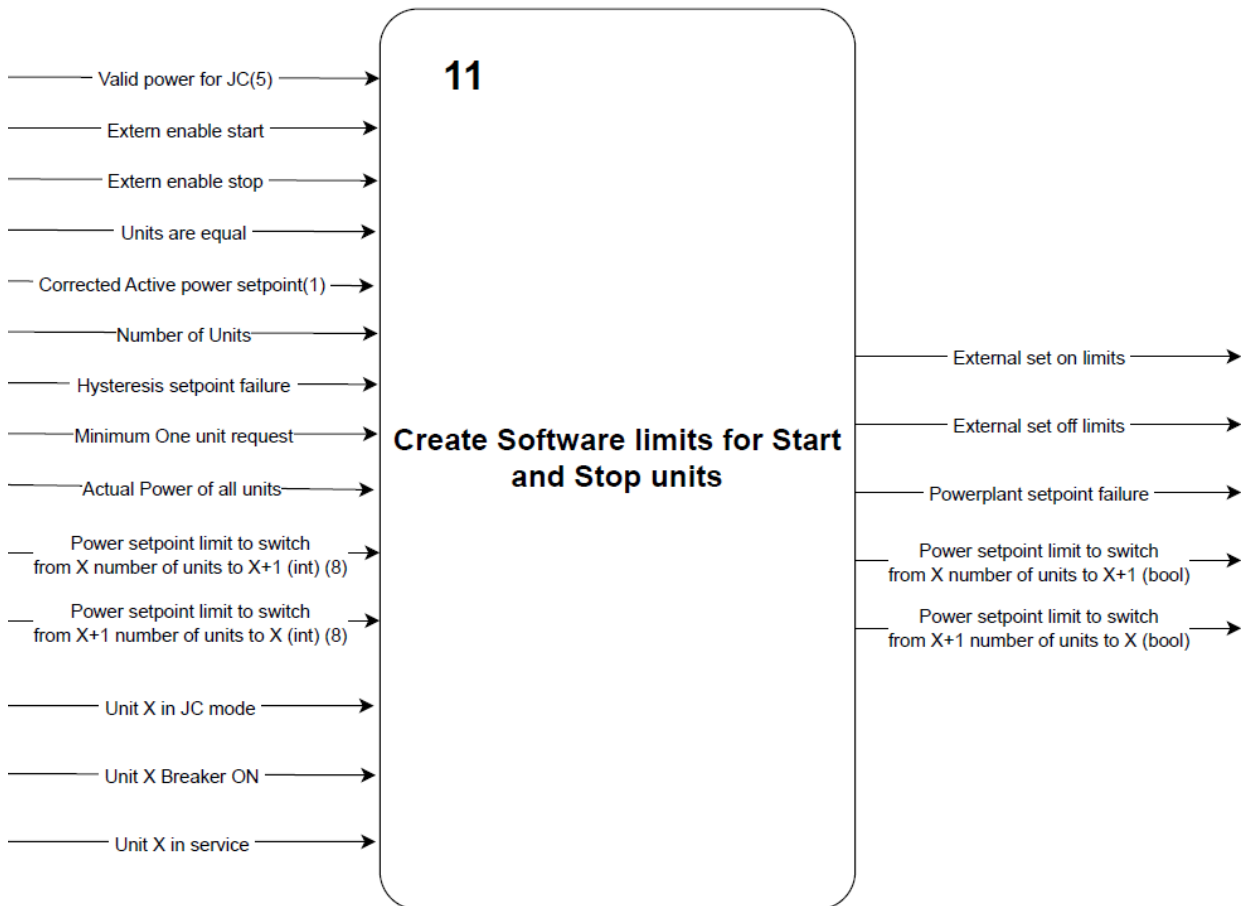 11
Valid power for JC(5)
Extern enable start
Extern enable stop
Units are equal
Corrected Active power setpoint(1)
Number of Units
Hysteresis setpoint failure
Minimum One unit request
Actual Power of all units
Power setpoint limit to switch
from X number of units to X+1 (int) (8)
Power setpoint limit to switch
from X+1 number of units to X (int) (8)
Unit X in JC mode
Unit X Breaker ON
Unit X in service
Create Software limits for Start
and Stop units
External set on limits
External set off limits
Powerplant setpoint failure
Power setpoint limit to switch
from X number of units to X+1 (bool)
Power setpoint limit to switch
from X+1 number of units to X (bool)